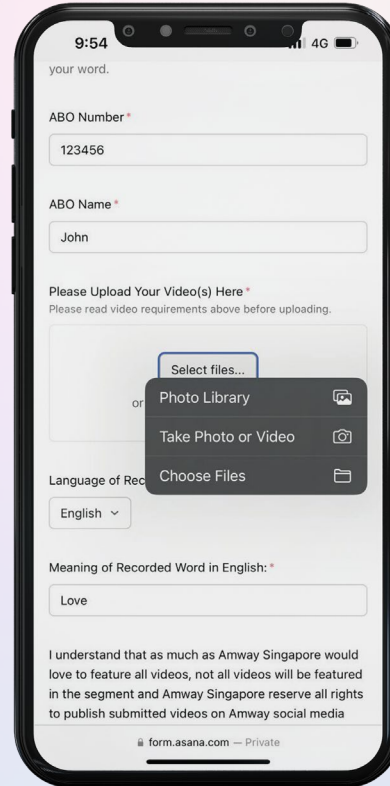 9:54
4G
your word.
ABO Number*
123456
ABO Name*
John
Please Upload Your Video(s) Here*
Please read video requirements above before uploading.
Select files...
or
Photo Library
Take Photo or Video
Choose Files
Language of Rec
English
Meaning of Recorded Word in English:*
Love
I understand that as much as Amway Singapore would
love to feature all videos, not all videos will be featured
in the segment and Amway Singapore reserve all rights
to publish submitted videos on Amway social media
form.asana.com — Private